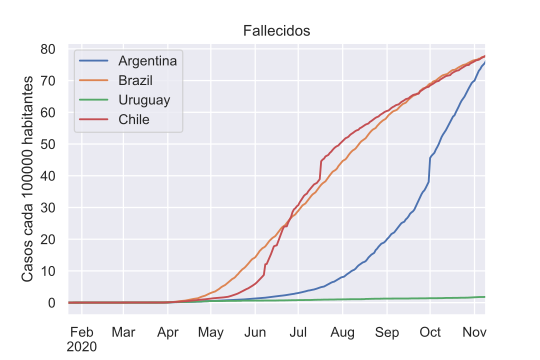 Fallecidos
Casos cada 100000 habitantes
80
70
60
50
40
30
20
10
0
Argentina
Brazil
Uruguay
Chile
Feb Mar Apr May Jun Jul Aug Sep Oct Nov
2020